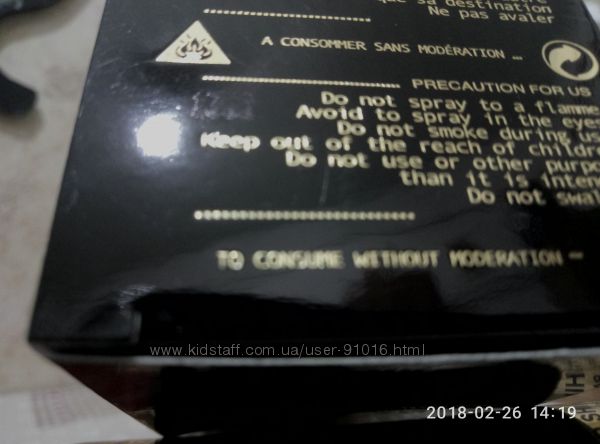 que sa destination
Ne pas avaler
A CONSOMMER SANS MODÉRATION ...
PRECAUTION FOR US
Do not spray to a flamme
Avoid to spray in the eyes
Do not smoke during us
Keep out of the reach of childre
Do not use or other purpo
than it is inten
Do not swal
TO CONSUME WITHOUT MODERATION
www.kidstaff.com.ua/user-91016.html
2018-02-26 14:19